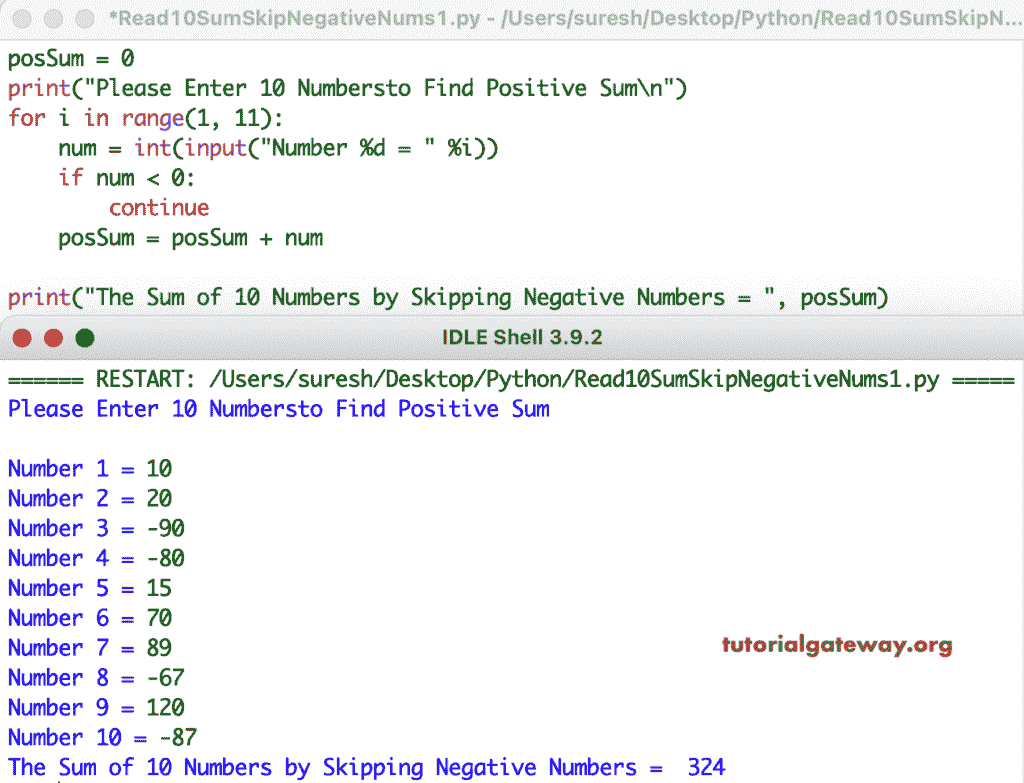 *Read10SumSkipNegativeNums1.py - /Users/suresh/Desktop/Python/Read10SumSkipN...
posSum = 0
print("Please Enter 10 Numbersto Find Positive Sum\n")
for i in range(1, 11):
    num = int(input("Number %d = " %i))
    if num < 0:
        continue
    posSum = posSum + num
print("The Sum of 10 Numbers by Skipping Negative Numbers = ", posSum)
IDLE Shell 3.9.2
====== RESTART: /Users/suresh/Desktop/Python/Read10SumSkipNegativeNums1.py =====
Please Enter 10 Numbersto Find Positive Sum
Number 1 = 10
Number 2 = 20
Number 3 = -90
Number 4 = -80
Number 5 = 15
Number 6 = 70
Number 7 = 89
tutorialgateway.org
Number 8 = -67
Number 9 = 120
Number 10 = -87
The Sum of 10 Numbers by Skipping Negative Numbers =  324